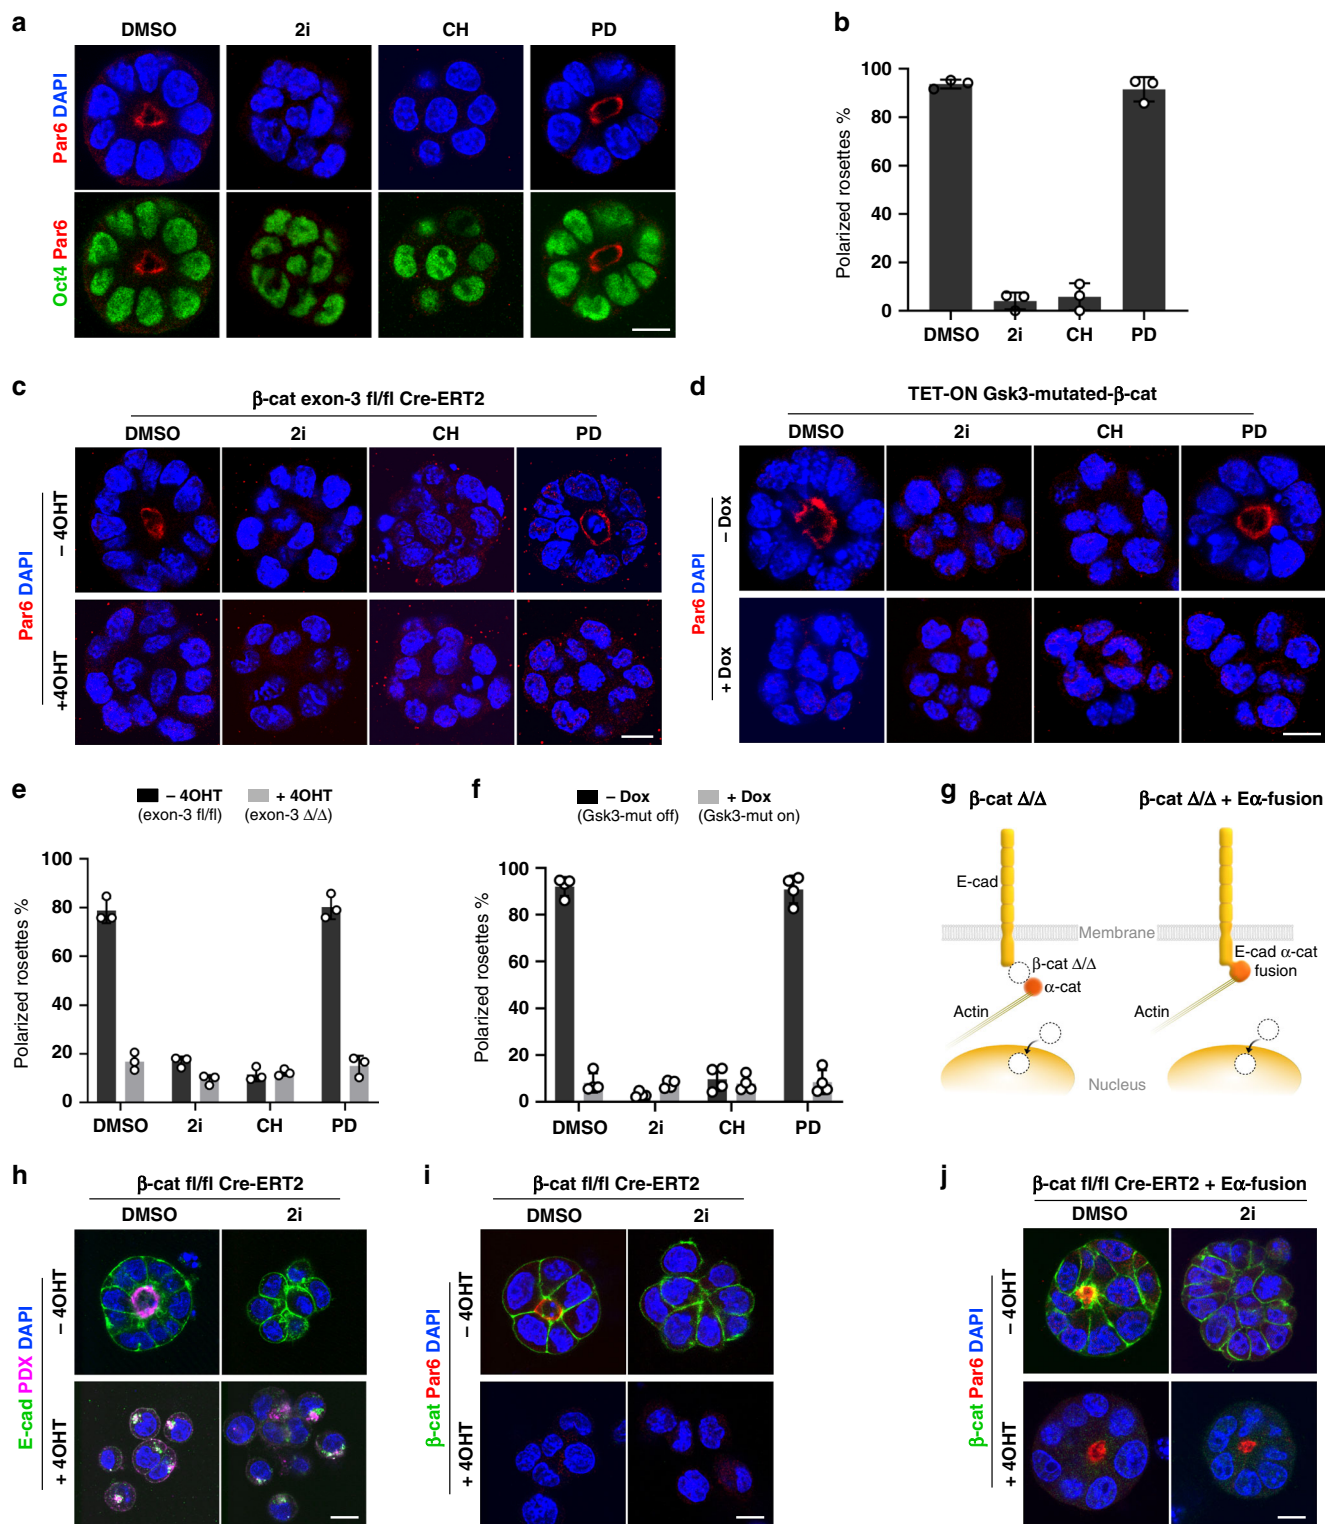 a
DMSO 2i CH PD
Par6 DAPI
Oct4 Par6
b
Polarized rosettes %
100
80
60
40
20
0
DMSO 2i CH PD
c
β-cat exon-3 fl/fl Cre-ERT2
DMSO 2i CH PD
Par6 DAPI
– 4OHT
+4OHT
d
TET-ON Gsk3-mutated-β-cat
DMSO 2i CH PD
Par6 DAPI
– Dox
+ Dox
e
– 4OHT + 4OHT
(exon-3 fl/fl) (exon-3 Δ/Δ)
Polarized rosettes %
100
80
60
40
20
0
DMSO 2i CH PD
f
– Dox + Dox
(Gsk3-mut off) (Gsk3-mut on)
Polarized rosettes %
100
80
60
40
20
0
DMSO 2i CH PD
g
β-cat Δ/Δ β-cat Δ/Δ + Eα-fusion
E-cad
Membrane
β-cat Δ/Δ
α-cat
Actin
Nucleus
E-cad α-cat
fusion
Actin
h
β-cat fl/fl Cre-ERT2
DMSO 2i
E-cad PDX DAPI
– 4OHT
+ 4OHT
i
β-cat fl/fl Cre-ERT2
DMSO 2i
β-cat Par6 DAPI
– 4OHT
+ 4OHT
j
β-cat fl/fl Cre-ERT2 + Eα-fusion
DMSO 2i
β-cat Par6 DAPI
– 4OHT
+ 4OHT